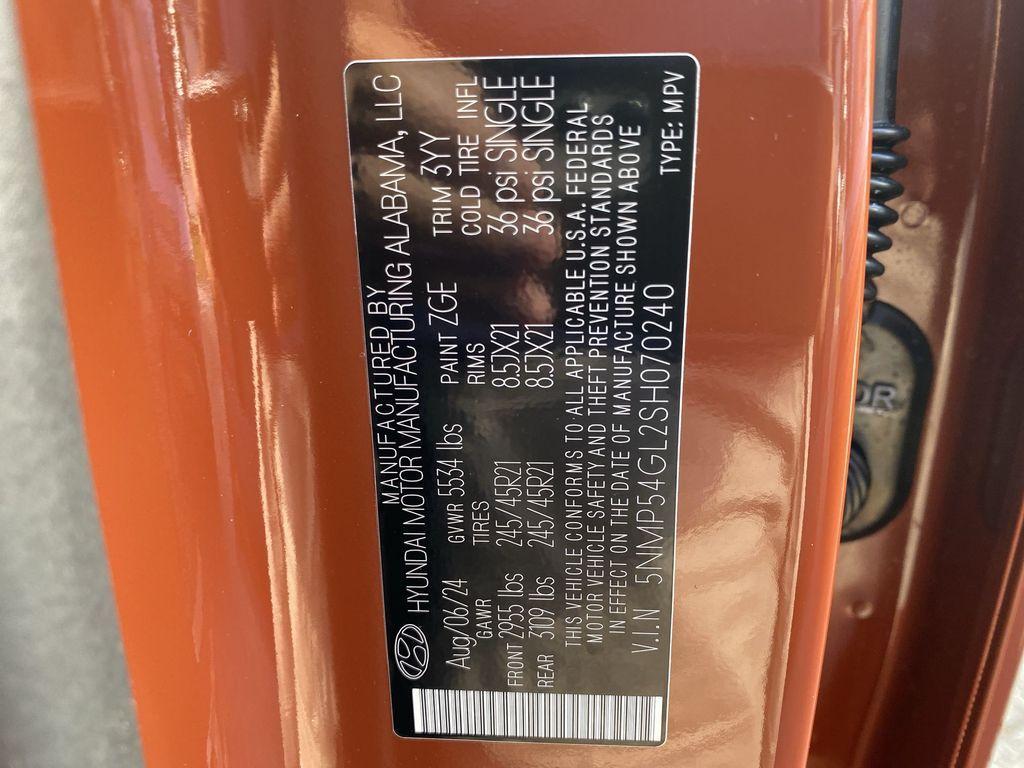 MANUFACTURED BY
HYUNDAI MOTOR MANUFACTURING ALABAMA, LLC
Aug/06/24 GVWR 5534 lbs PAINT ZGE TRIM 3YY
GAWR TIRES RIMS COLD TIRE INFL
FRONT 2955 lbs 245/45R21 8.5JX21 36 psi SINGLE
REAR 3109 lbs 245/45R21 8.5JX21 36 psi SINGLE
THIS VEHICLE CONFORMS TO ALL APPLICABLE U.S.A. FEDERAL
MOTOR VEHICLE SAFETY AND THEFT PREVENTION STANDARDS
IN EFFECT ON THE DATE OF MANUFACTURE SHOWN ABOVE
V.I.N 5NMP54GL2SH070240 TYPE: MPV